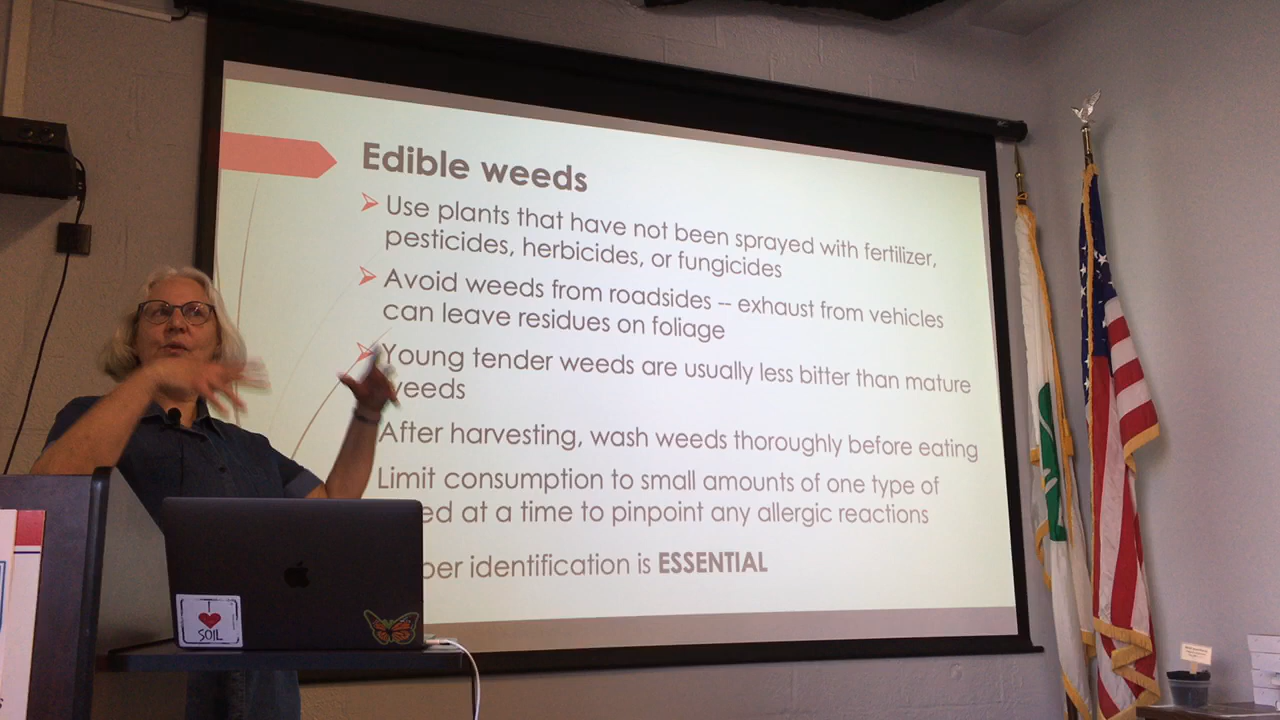 Edible weeds
Use plants that have not been sprayed with fertilizer,
pesticides, herbicides, or fungicides
Avoid weeds from roadsides -- exhaust from vehicles
can leave residues on foliage
Young tender weeds are usually less bitter than mature
weeds
After harvesting, wash weeds thoroughly before eating
Limit consumption to small amounts of one type of
at a time to pinpoint any allergic reactions
identification is ESSENTIAL
I
SOIL